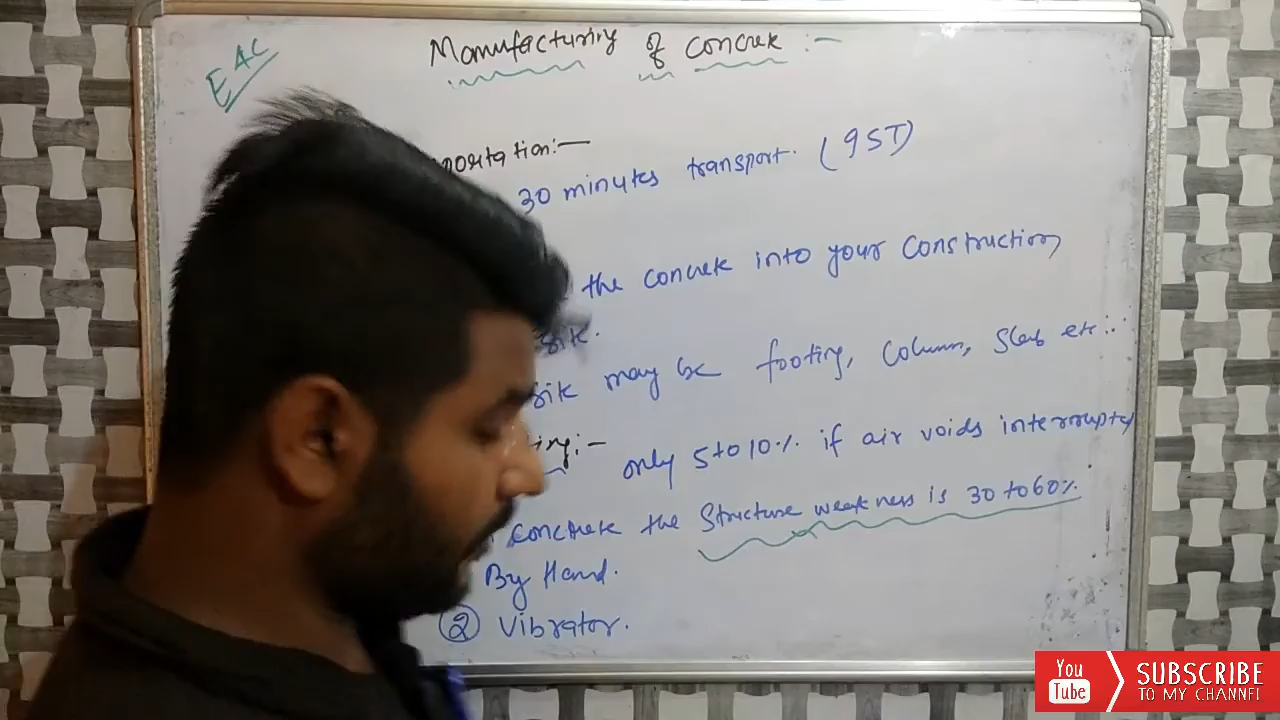 EAC
Manufacturing of concrete :-
portation:-
30 minutes transport. (IST)
the concrete into your construction
site.
site may be footing, column, slab etc..
ing:- only 5 to 10% if air voids interrupted
concrete the structure weakness is 30 to 60%.
By Hand.
② Vibrator.
You Tube
SUBSCRIBE
TO MY CHANNEL